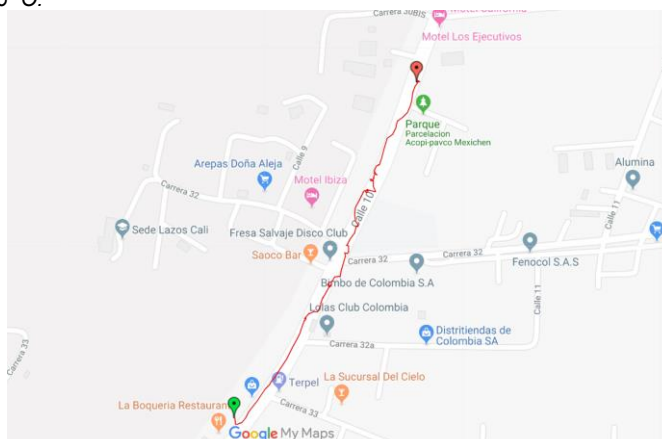 Carrera 30BIS
Motel California
Motel Los Ejecutivos
Parque
Parcelacion
Acopi-pavco Mexichen
Calle 9
Arepas Doña Aleja
Motel Ibiza
Alumina
Carrera 32
Calle 10
Calle 11
Sede Lazos Cali
Fresa Salvaje Disco Club
Saoco Bar
Carrera 32
Carrera 32
Fenocol S.A.S
Bimbo de Colombia S.A
Calle 11
Lolas Club Colombia
Distritiendas de
Colombia SA
Carrera 33
Carrera 32a
Terpel
La Sucursal Del Cielo
La Boqueria Restauran
Carrera 33
Google My Maps